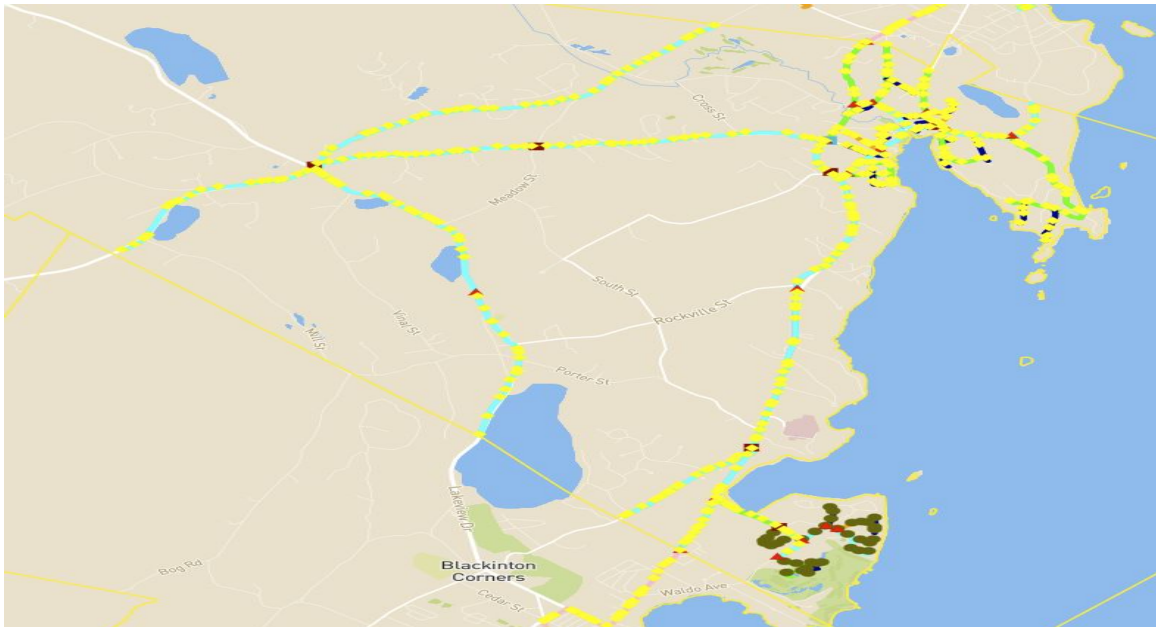 Cross St
Meadow St
South St
Rockville St
Vinal St
Mill St
Porter St
Lakeview Dr
Blackinton
Corners
Bog Rd
Cedar St
Waldo Ave